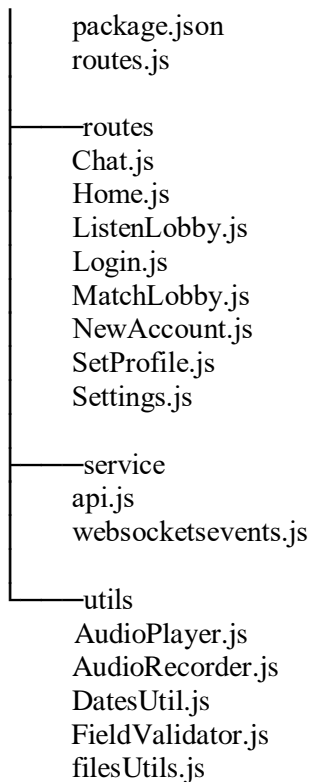 package.json
routes.js
routes
Chat.js
Home.js
ListenLobby.js
Login.js
MatchLobby.js
NewAccount.js
SetProfile.js
Settings.js
service
api.js
websocketsevents.js
utils
AudioPlayer.js
AudioRecorder.js
DatesUtil.js
FieldValidator.js
filesUtils.js